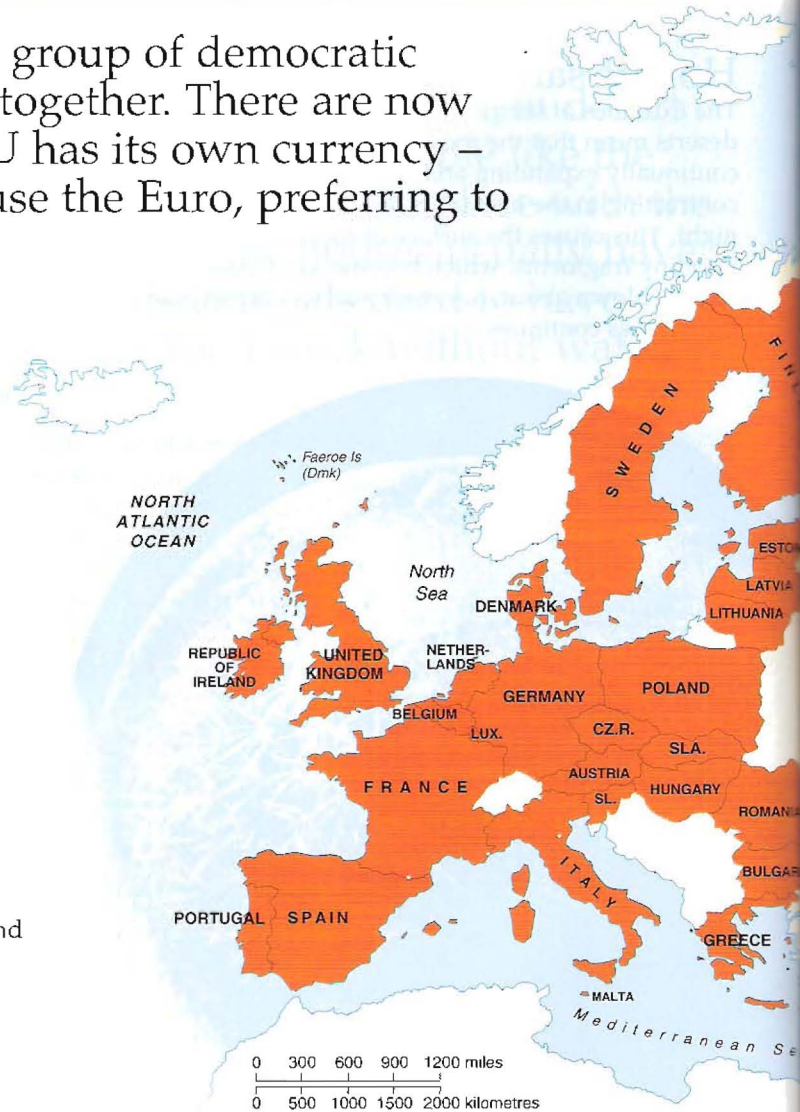 group of democratic
together. There are now
U has its own currency –
use the Euro, preferring to
Faeroe Is
(Dmk)
NORTH
ATLANTIC
OCEAN
North
Sea
SWEDEN
FINL
ESTO
LATVIA
LITHUANIA
DENMARK
REPUBLIC
OF
IRELAND
UNITED
KINGDOM
NETHER-
LANDS
GERMANY
POLAND
BELGIUM
LUX.
CZ.R.
SLA.
FRANCE
AUSTRIA
HUNGARY
SL.
ROMANIA
BULGAR
ITALY
PORTUGAL
SPAIN
nd
GREECE
MALTA
Mediterranean Se
0 300 600 900 1200 miles
0 500 1000 1500 2000 kilometres